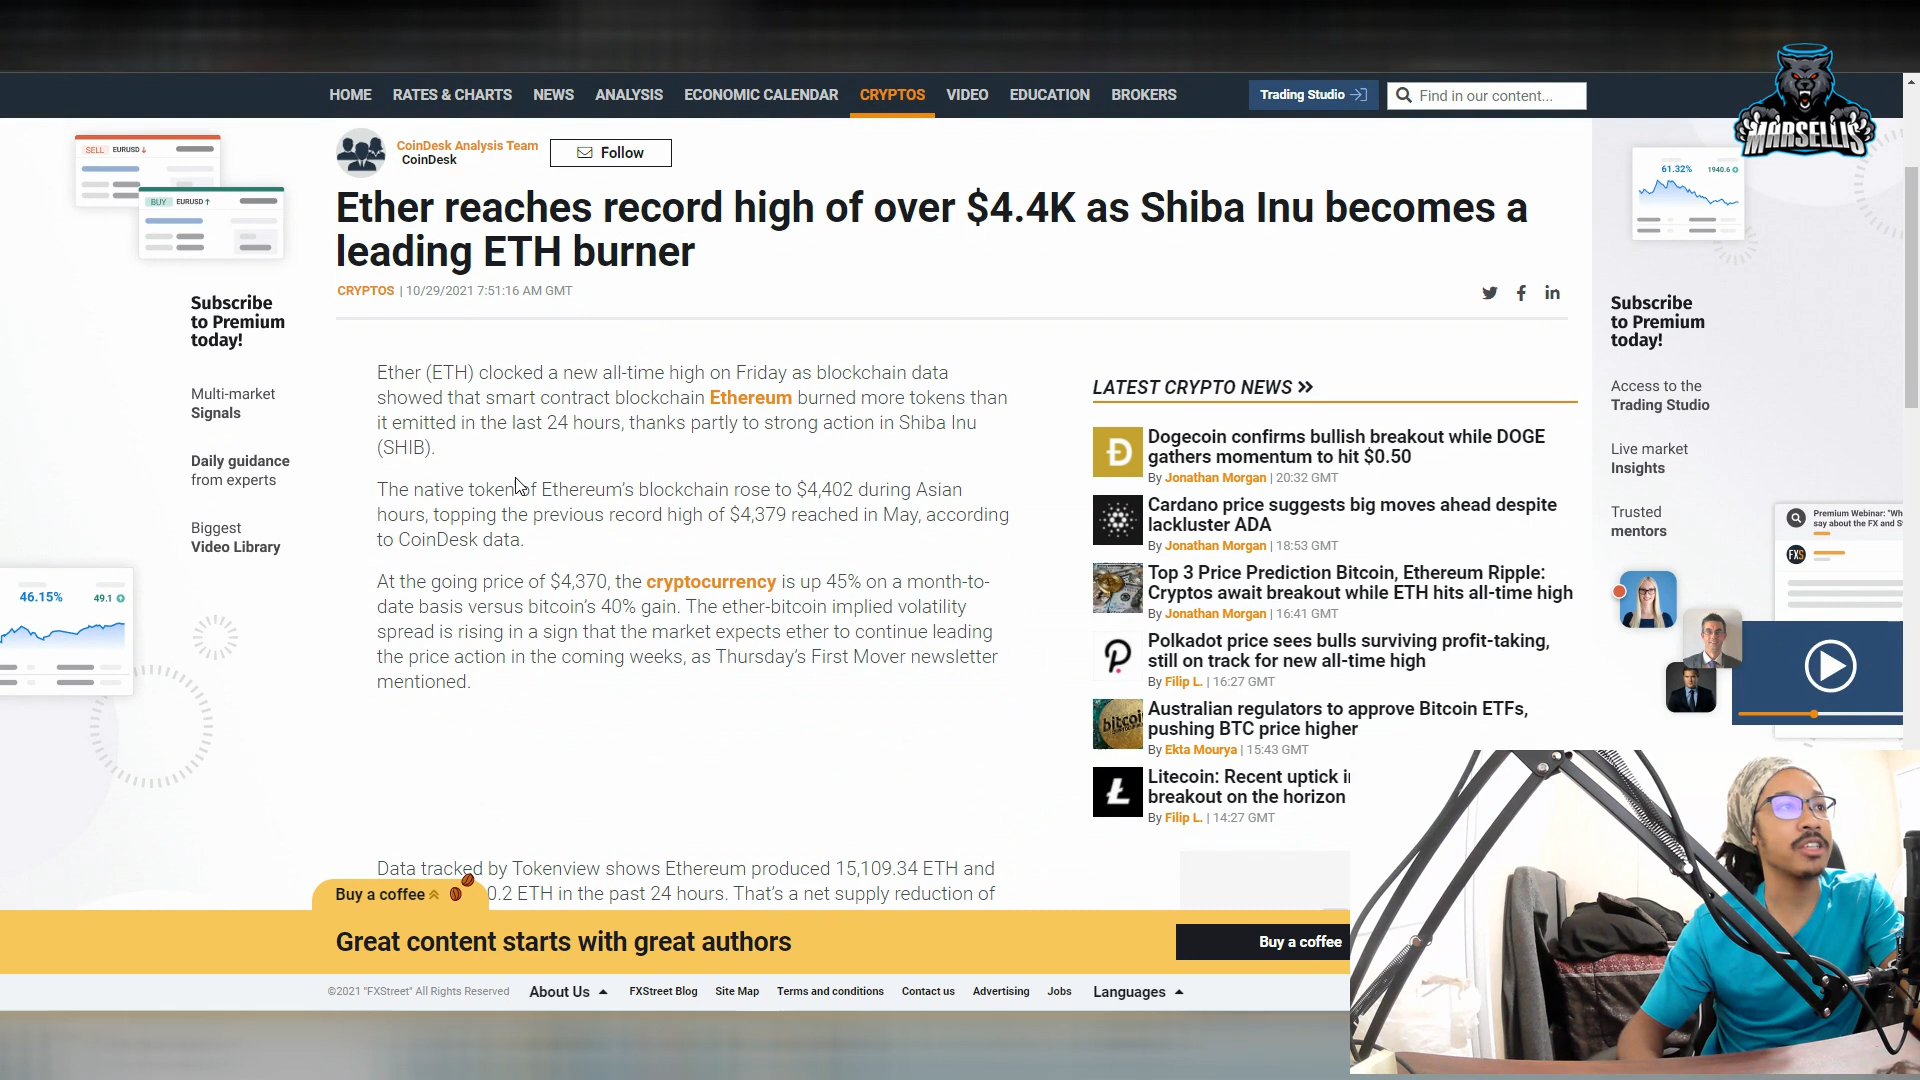 HOME RATES & CHARTS NEWS ANALYSIS ECONOMIC CALENDAR CRYPTOS VIDEO EDUCATION BROKERS Trading Studio Find in our content...
MARSELLIS
CoinDesk Analysis Team
CoinDesk
Follow
Ether reaches record high of over $4.4K as Shiba Inu becomes a
leading ETH burner
CRYPTOS | 10/29/2021 7:51:16 AM GMT
SELL EURUSD
BUY EURUSD
Subscribe
to Premium
today!
Multi-market
Signals
Daily guidance
from experts
Biggest
Video Library
46.15% 49.1
Ether (ETH) clocked a new all-time high on Friday as blockchain data
showed that smart contract blockchain Ethereum burned more tokens than
it emitted in the last 24 hours, thanks partly to strong action in Shiba Inu
(SHIB).
The native token of Ethereum's blockchain rose to $4,402 during Asian
hours, topping the previous record high of $4,379 reached in May, according
to CoinDesk data.
At the going price of $4,370, the cryptocurrency is up 45% on a month-to-
date basis versus bitcoin's 40% gain. The ether-bitcoin implied volatility
spread is rising in a sign that the market expects ether to continue leading
the price action in the coming weeks, as Thursday's First Mover newsletter
mentioned.
Data tracked by Tokenview shows Ethereum produced 15,109.34 ETH and
0.2 ETH in the past 24 hours. That's a net supply reduction of
LATEST CRYPTO NEWS
Dogecoin confirms bullish breakout while DOGE
gathers momentum to hit $0.50
By Jonathan Morgan | 20:32 GMT
Cardano price suggests big moves ahead despite
lackluster ADA
By Jonathan Morgan | 18:53 GMT
Top 3 Price Prediction Bitcoin, Ethereum Ripple:
Cryptos await breakout while ETH hits all-time high
By Jonathan Morgan | 16:41 GMT
Polkadot price sees bulls surviving profit-taking,
still on track for new all-time high
By Filip L. | 16:27 GMT
bitcoin
Australian regulators to approve Bitcoin ETFs,
pushing BTC price higher
By Ekta Mourya | 15:43 GMT
Litecoin: Recent uptick i
breakout on the horizon
By Filip L. | 14:27 GMT
61.32% 1940.6
Subscribe
to Premium
today!
Access to the
Trading Studio
Live market
Insights
Trusted
mentors
Premium Webinar: "Wh
say about the FX and S
FXS
Buy a coffee
Great content starts with great authors
Buy a coffee
©2021 "FXStreet" All Rights Reserved About Us FXStreet Blog Site Map Terms and conditions Contact us Advertising Jobs Languages